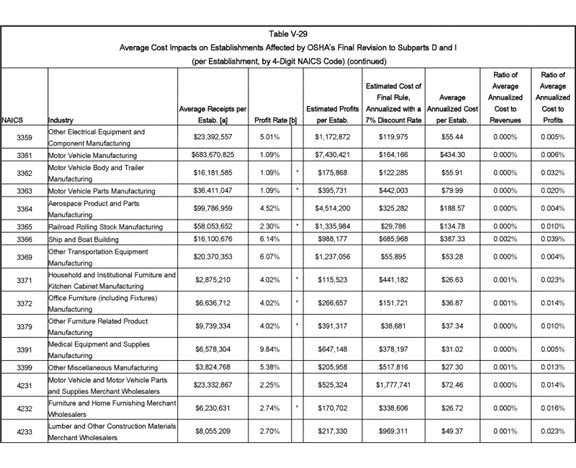 Table V-29
Average Cost Impacts on Establishments Affected by OSHA's Final Revision to Subparts D and I
(per Establishment, by 4-Digit NAICS Code) (continued)
NAICS Industry Average Receipts per Estab. [a] Profit Rate [b] Estimated Profits per Estab. Estimated Cost of Final Rule, Annualized with a 7% Discount Rate Average Annualized Cost per Estab. Ratio of Average Annualized Cost to Revenues Ratio of Average Annualized Cost to Profits
3359 Other Electrical Equipment and Component Manufacturing $23,392,557 5.01% $1,172,872 $119,975 $55.44 0.000% 0.005%
3361 Motor Vehicle Manufacturing $683,670,825 1.09% $7,430,421 $164,166 $434.30 0.000% 0.006%
3362 Motor Vehicle Body and Trailer Manufacturing $16,181,585 1.09% * $175,868 $122,285 $55.91 0.000% 0.032%
3363 Motor Vehicle Parts Manufacturing $36,411,047 1.09% * $395,731 $442,003 $79.99 0.000% 0.020%
3364 Aerospace Product and Parts Manufacturing $99,786,959 4.52% $4,514,200 $325,282 $188.57 0.000% 0.004%
3365 Railroad Rolling Stock Manufacturing $58,053,652 2.30% * $1,335,984 $29,786 $134.78 0.000% 0.010%
3366 Ship and Boat Building $16,100,676 6.14% $988,177 $685,968 $387.33 0.002% 0.039%
3369 Other Transportation Equipment Manufacturing $20,370,353 6.07% $1,237,056 $55,895 $53.28 0.000% 0.004%
3371 Household and Institutional Furniture and Kitchen Cabinet Manufacturing $2,875,210 4.02% * $115,523 $441,182 $26.63 0.001% 0.023%
3372 Office Furniture (including Fixtures) Manufacturing $6,636,712 4.02% * $266,657 $151,721 $36.87 0.001% 0.014%
3379 Other Furniture Related Product Manufacturing $9,739,334 4.02% * $391,317 $38,681 $37.34 0.000% 0.010%
3391 Medical Equipment and Supplies Manufacturing $6,578,304 9.84% $647,148 $378,197 $31.02 0.000% 0.005%
3399 Other Miscellaneous Manufacturing $3,824,768 5.38% $205,958 $517,816 $27.30 0.001% 0.013%
4231 Motor Vehicle and Motor Vehicle Parts and Supplies Merchant Wholesalers $23,332,867 2.25% $525,324 $1,777,741 $72.46 0.000% 0.014%
4232 Furniture and Home Furnishing Merchant Wholesalers $6,230,631 2.74% * $170,702 $338,606 $26.72 0.000% 0.016%
4233 Lumber and Other Construction Materials Merchant Wholesalers $8,055,209 2.70% $217,330 $969,311 $49.37 0.001% 0.023%